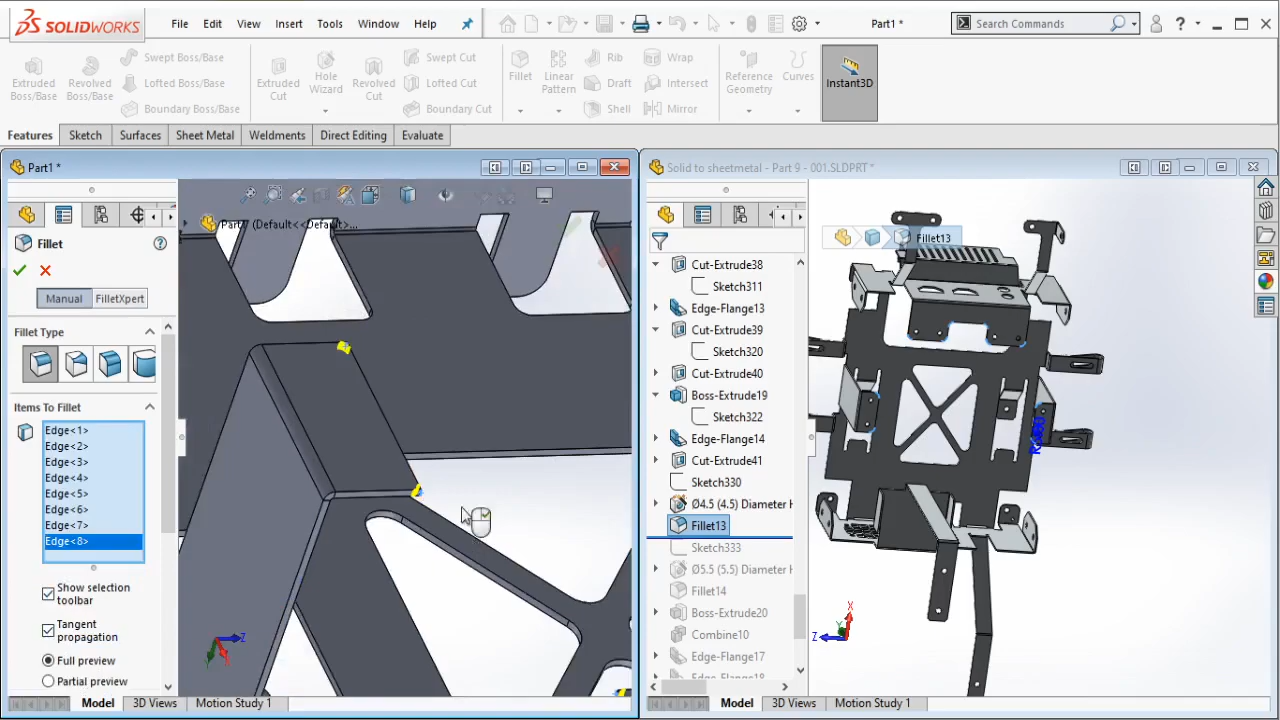 SOLIDWORKS
File Edit View Insert Tools Window Help
Part1 *
Search Commands
?
Extruded Boss/Base
Revolved Boss/Base
Swept Boss/Base
Lofted Boss/Base
Boundary Boss/Base
Extruded Cut
Hole Wizard
Revolved Cut
Swept Cut
Lofted Cut
Boundary Cut
Fillet
Linear Pattern
Rib
Draft
Shell
Wrap
Intersect
Mirror
Reference Geometry
Curves
Instant3D
Features Sketch Surfaces Sheet Metal Weldments Direct Editing Evaluate
Part1 *
Part1 (Default<<Default>...
Fillet
Manual FilletXpert
Fillet Type
Items To Fillet
Edge<1>
Edge<2>
Edge<3>
Edge<4>
Edge<5>
Edge<6>
Edge<7>
Edge<8>
Show selection
toolbar
Tangent
propagation
Full preview
Partial preview
Z
Model 3D Views Motion Study 1
Solid to sheetmetal - Part 9 - 001.SLDPRT *
Fillet13
Cut-Extrude38
Sketch311
Edge-Flange13
Cut-Extrude39
Sketch320
Cut-Extrude40
Boss-Extrude19
Sketch322
Edge-Flange14
Cut-Extrude41
Sketch330
Ø4.5 (4.5) Diameter H
Fillet13
Sketch333
Ø5.5 (5.5) Diameter H
Fillet14
Boss-Extrude20
Combine10
Edge-Flange17
Edge-Flange18
X
Y
Z
Model 3D Views Motion Study 1